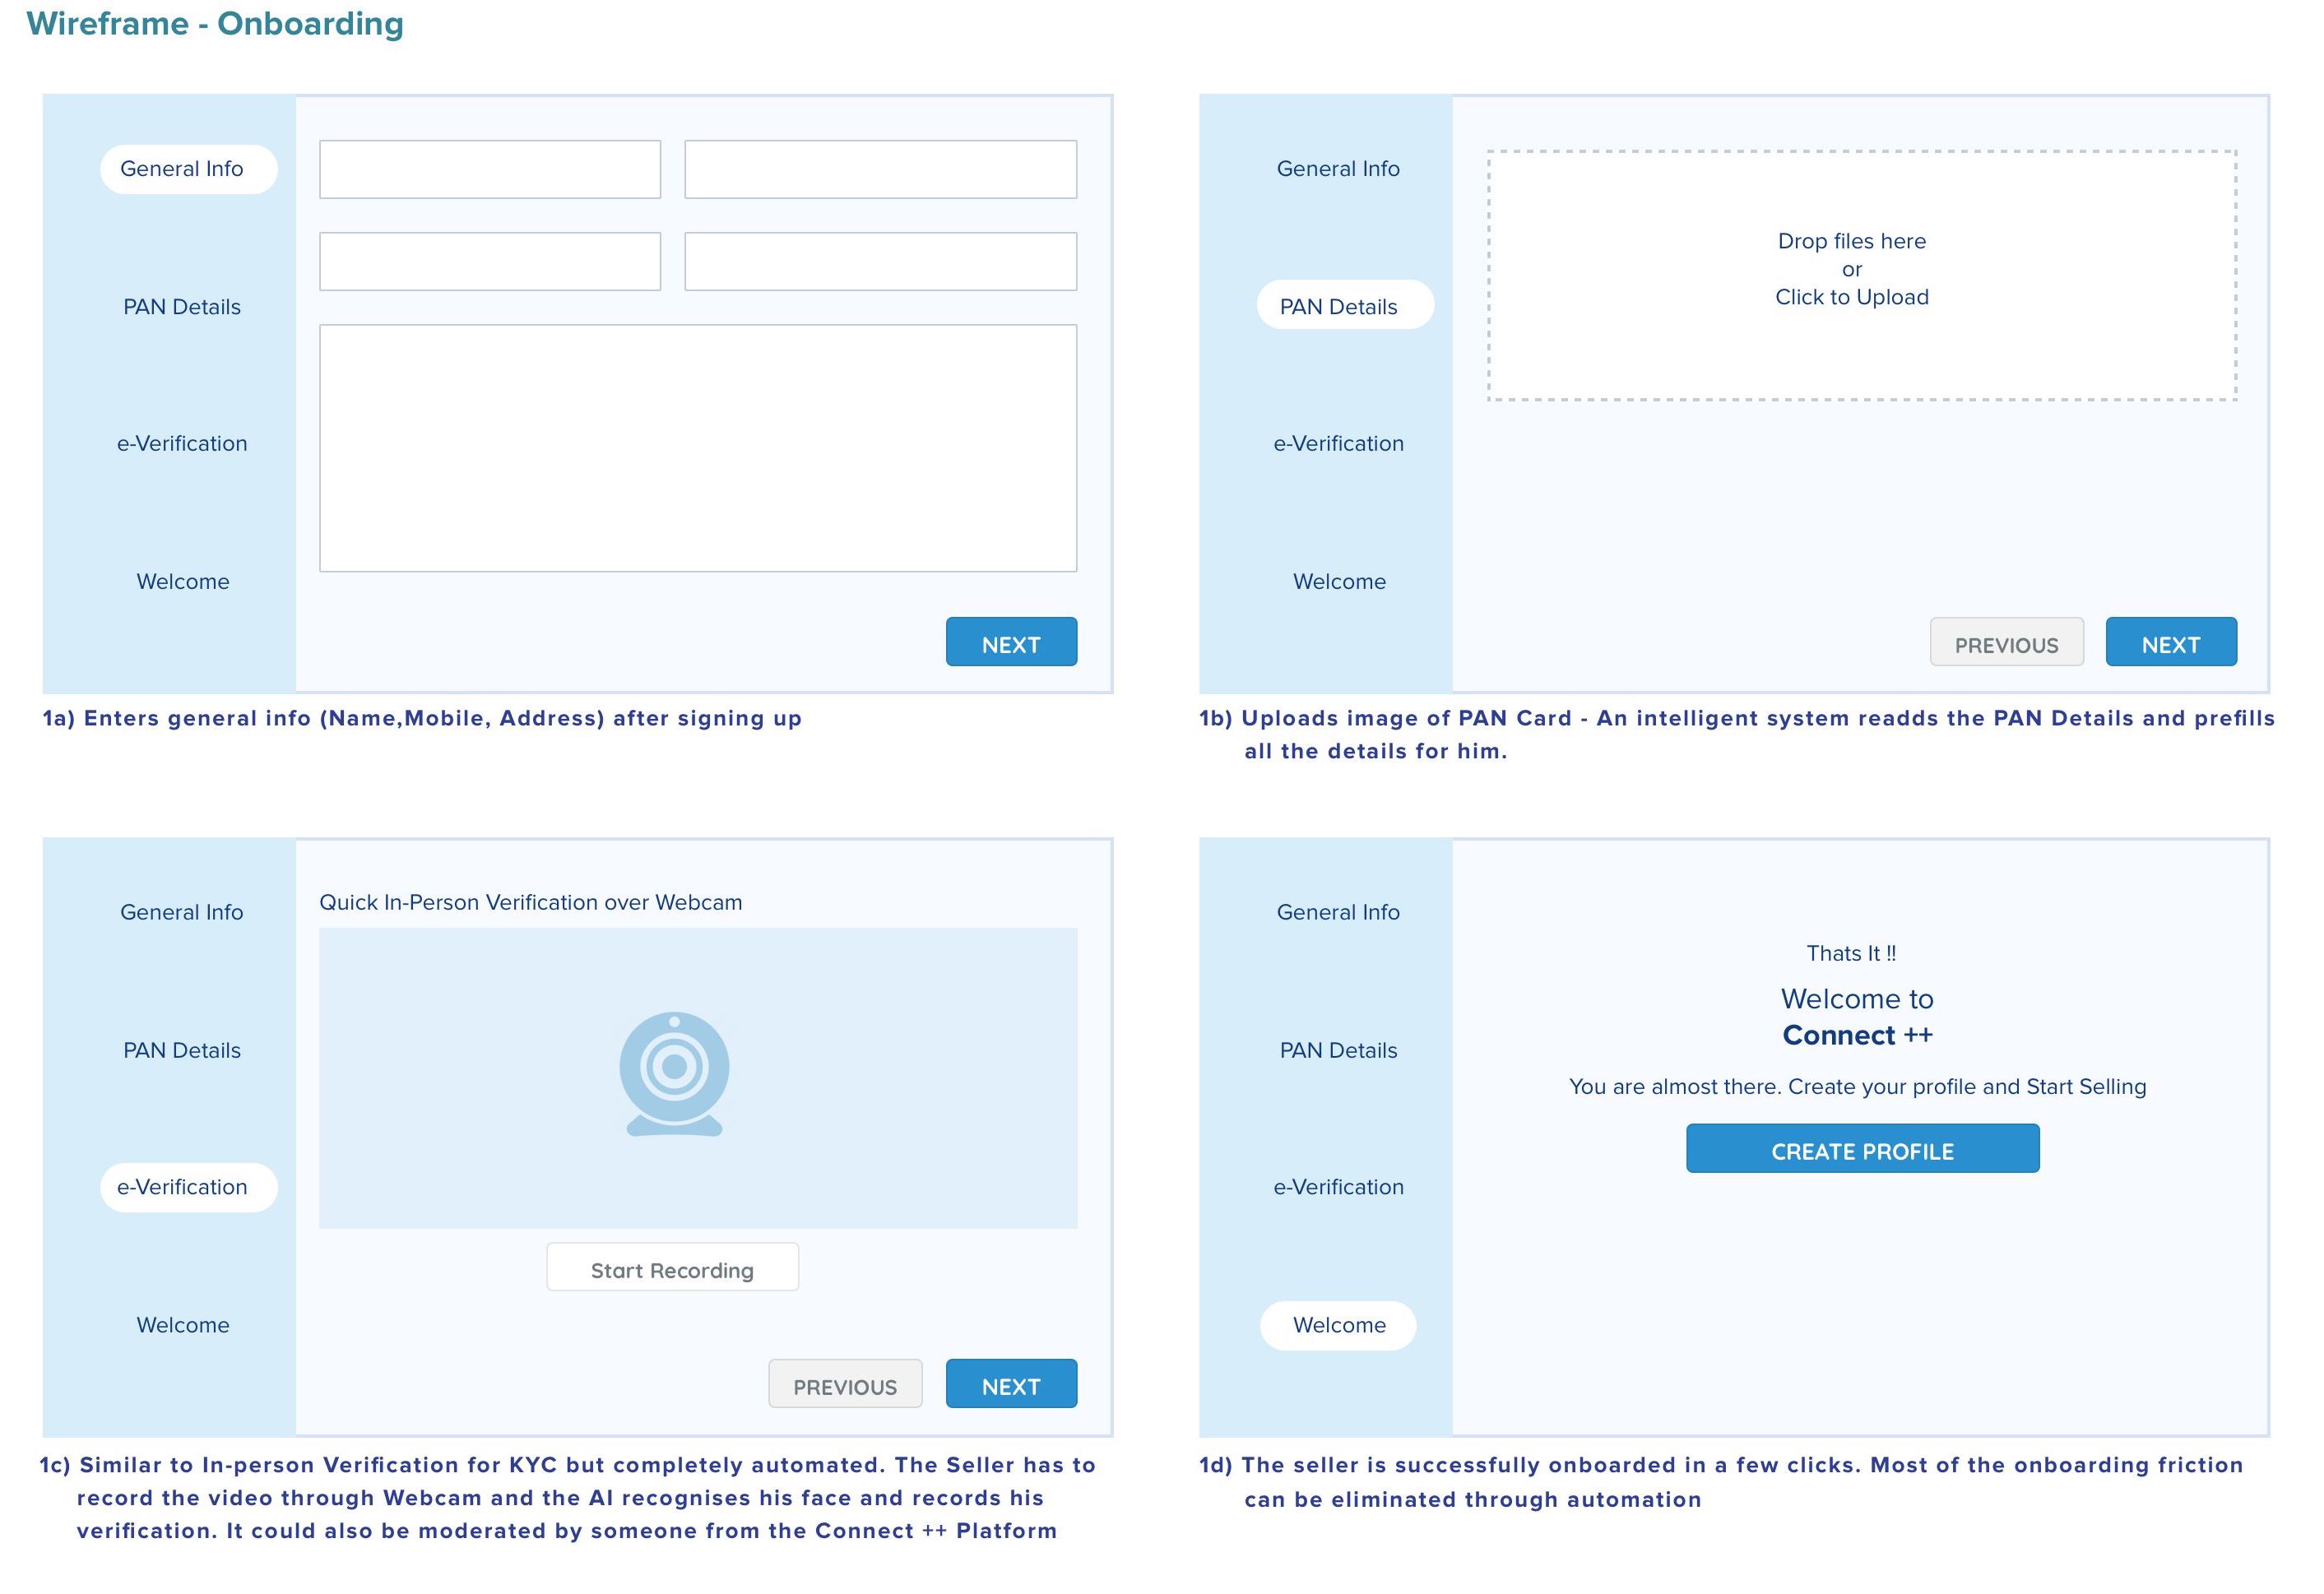 Wireframe - Onboarding
General Info
PAN Details
e-Verification
Welcome
NEXT
1a) Enters general info (Name,Mobile, Address) after signing up
General Info
PAN Details
e-Verification
Welcome
Drop files here
or
Click to Upload
PREVIOUS
NEXT
1b) Uploads image of PAN Card - An intelligent system readds the PAN Details and prefills
all the details for him.
General Info
PAN Details
e-Verification
Welcome
Quick In-Person Verification over Webcam
Start Recording
PREVIOUS
NEXT
1c) Similar to In-person Verification for KYC but completely automated. The Seller has to
record the video through Webcam and the AI recognises his face and records his
verification. It could also be moderated by someone from the Connect ++ Platform
General Info
PAN Details
e-Verification
Welcome
Thats It !!
Welcome to
Connect ++
You are almost there. Create your profile and Start Selling
CREATE PROFILE
1d) The seller is successfully onboarded in a few clicks. Most of the onboarding friction
can be eliminated through automation